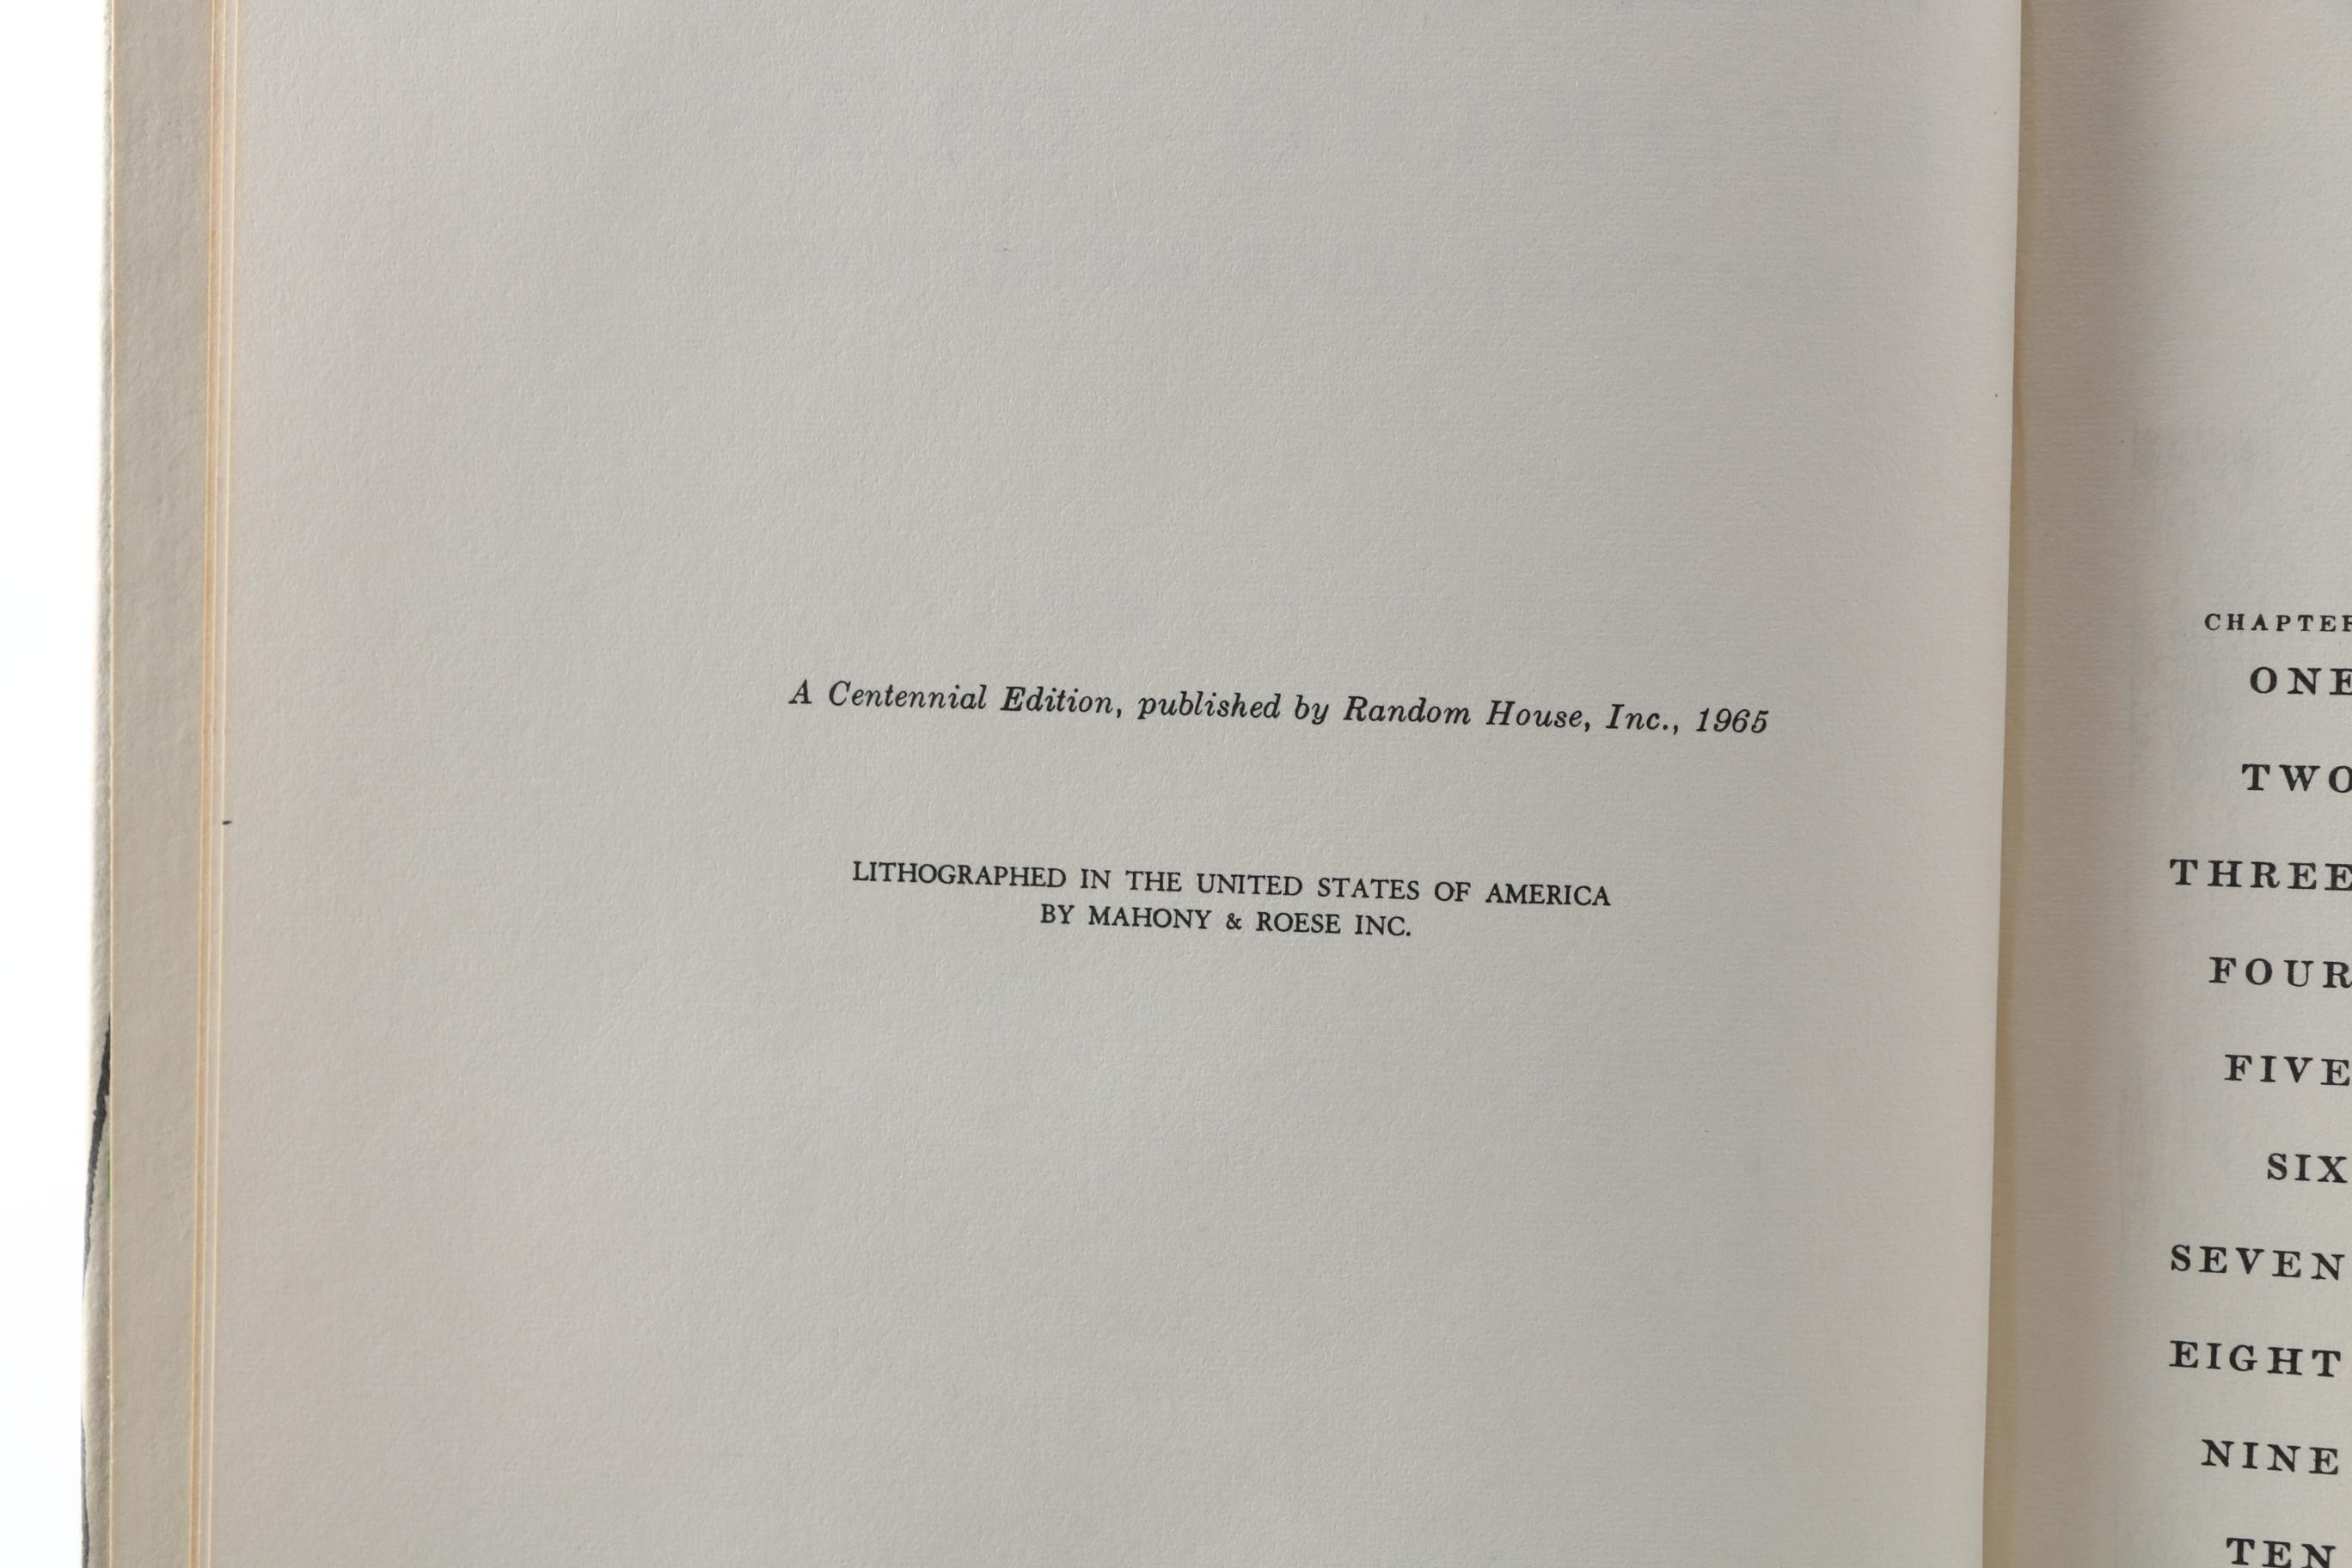 A Centennial Edition, published by Random House, Inc., 1965
LITHOGRAPHED IN THE UNITED STATES OF AMERICA
BY MAHONY & ROESE INC.
CHAPTER
ONE
TWO
THREE
FOUR
FIVE
SIX
SEVEN
EIGHT
NINE
TEN